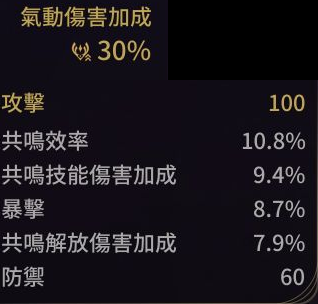 氣動傷害加成
30%
攻擊 100
共鳴效率 10.8%
共鳴技能傷害加成 9.4%
暴擊 8.7%
共鳴解放傷害加成 7.9%
防禦 60